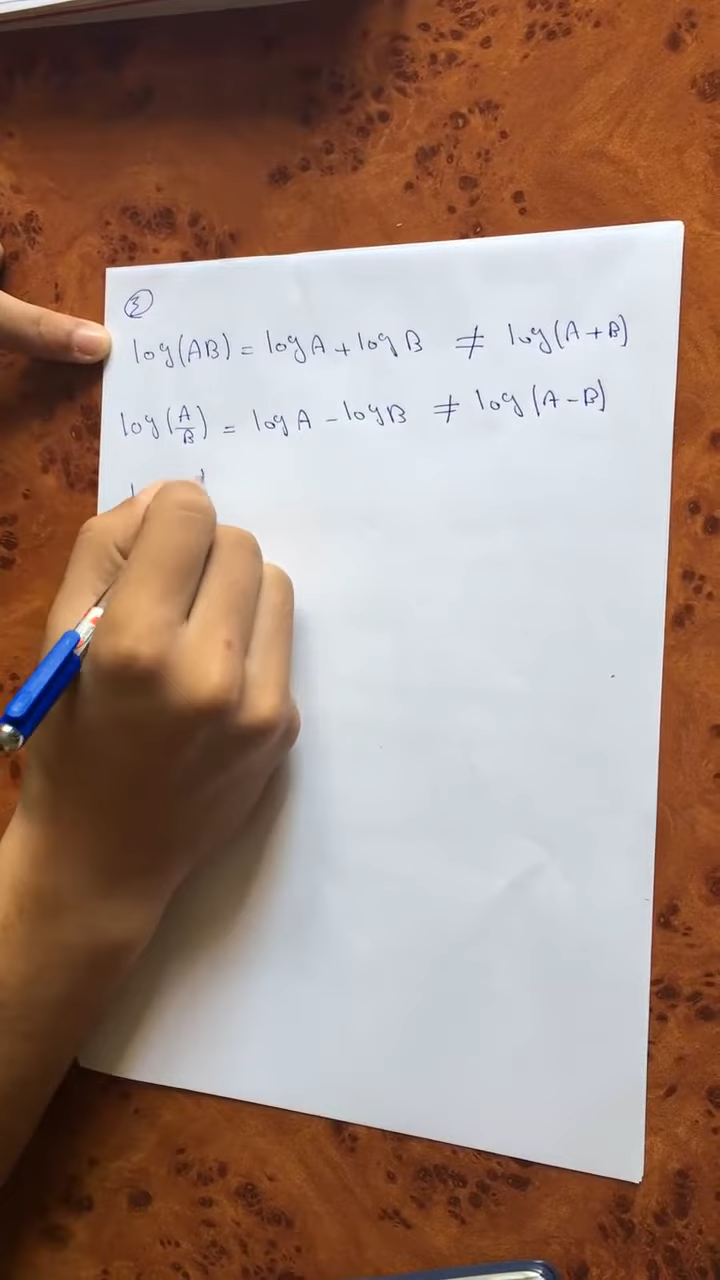 3
log(AB) = log A + log B ≠ log(A+B)
log(A/B) = log A - log B ≠ log(A-B)